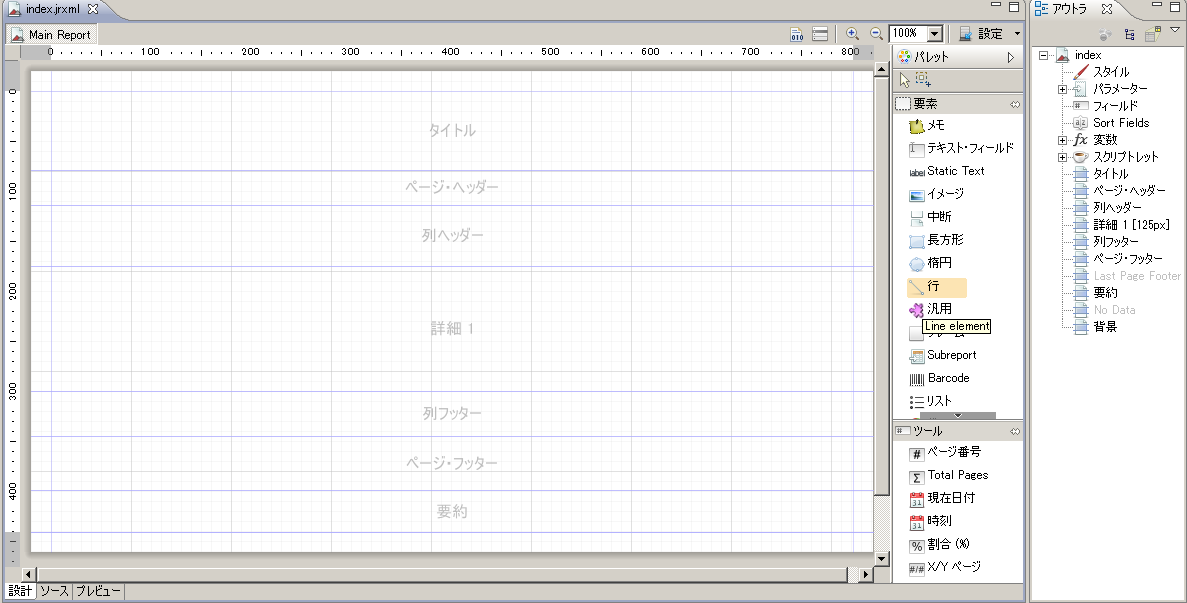 index.jrxml
Main Report
100%
設定
0 100 200 300 400 500 600 700 800
0
100
200
300
400
タイトル
ページ・ヘッダー
列ヘッダー
詳細 1
列フッター
ページ・フッター
要約
設計
ソース
プレビュー
パレット
要素
メモ
テキスト・フィールド
label
Static Text
イメージ
中断
長方形
楕円
行
汎用
Line element
Subreport
Barcode
リスト
ツール
# ページ番号
Σ Total Pages
31 現在日付
31 時刻
% 割合 (%)
#/# X/Y ページ
アウトラ
index
スタイル
パラメーター
フィールド
Sort Fields
fx 変数
スクリプトレット
タイトル
ページ・ヘッダー
列ヘッダー
詳細 1 [125px]
列フッター
ページ・フッター
Last Page Footer
要約
No Data
背景